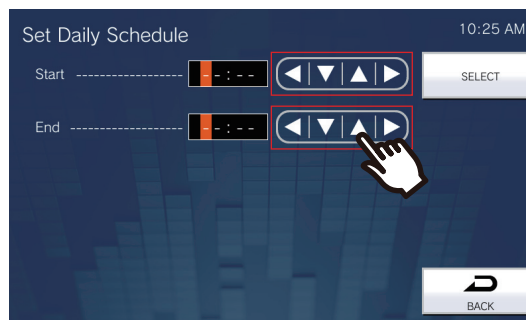 Set Daily Schedule
10:25 AM
Start ---------------- --:--
SELECT
End ----------------- --:--
BACK